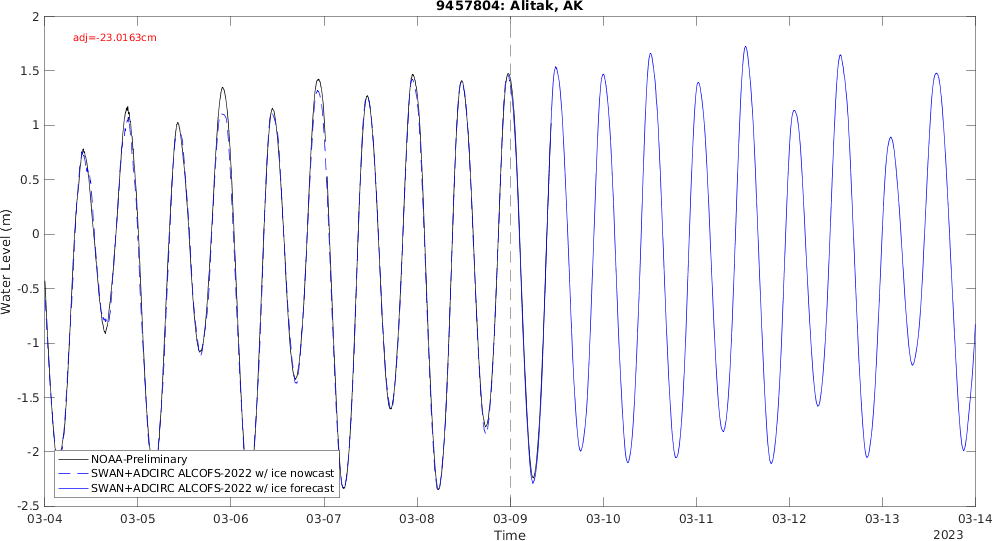 9457804: Alitak, AK
adj=-23.0163cm
2
1.5
1
0.5
0
-0.5
-1
-1.5
-2
-2.5
Water Level (m)
NOAA-Preliminary
SWAN+ADCIRC ALCOFS-2022 w/ ice nowcast
SWAN+ADCIRC ALCOFS-2022 w/ ice forecast
03-04 03-05 03-06 03-07 03-08 03-09 03-10 03-11 03-12 03-13 03-14
Time
2023